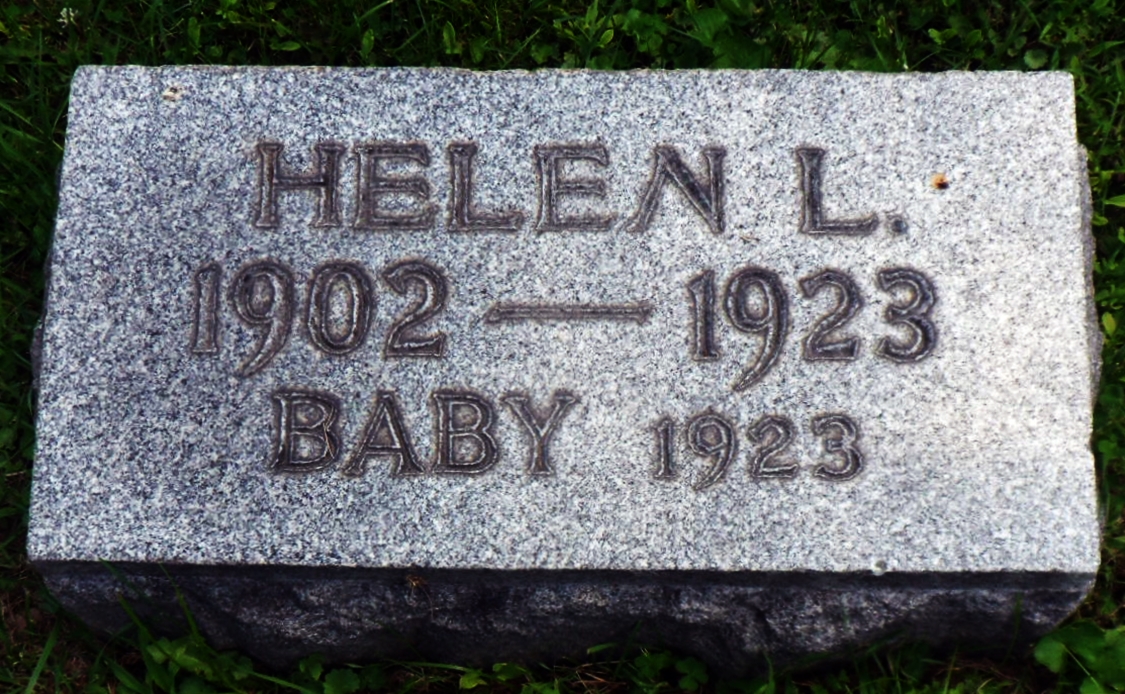 HELEN L.
1902 — 1923
BABY 1923